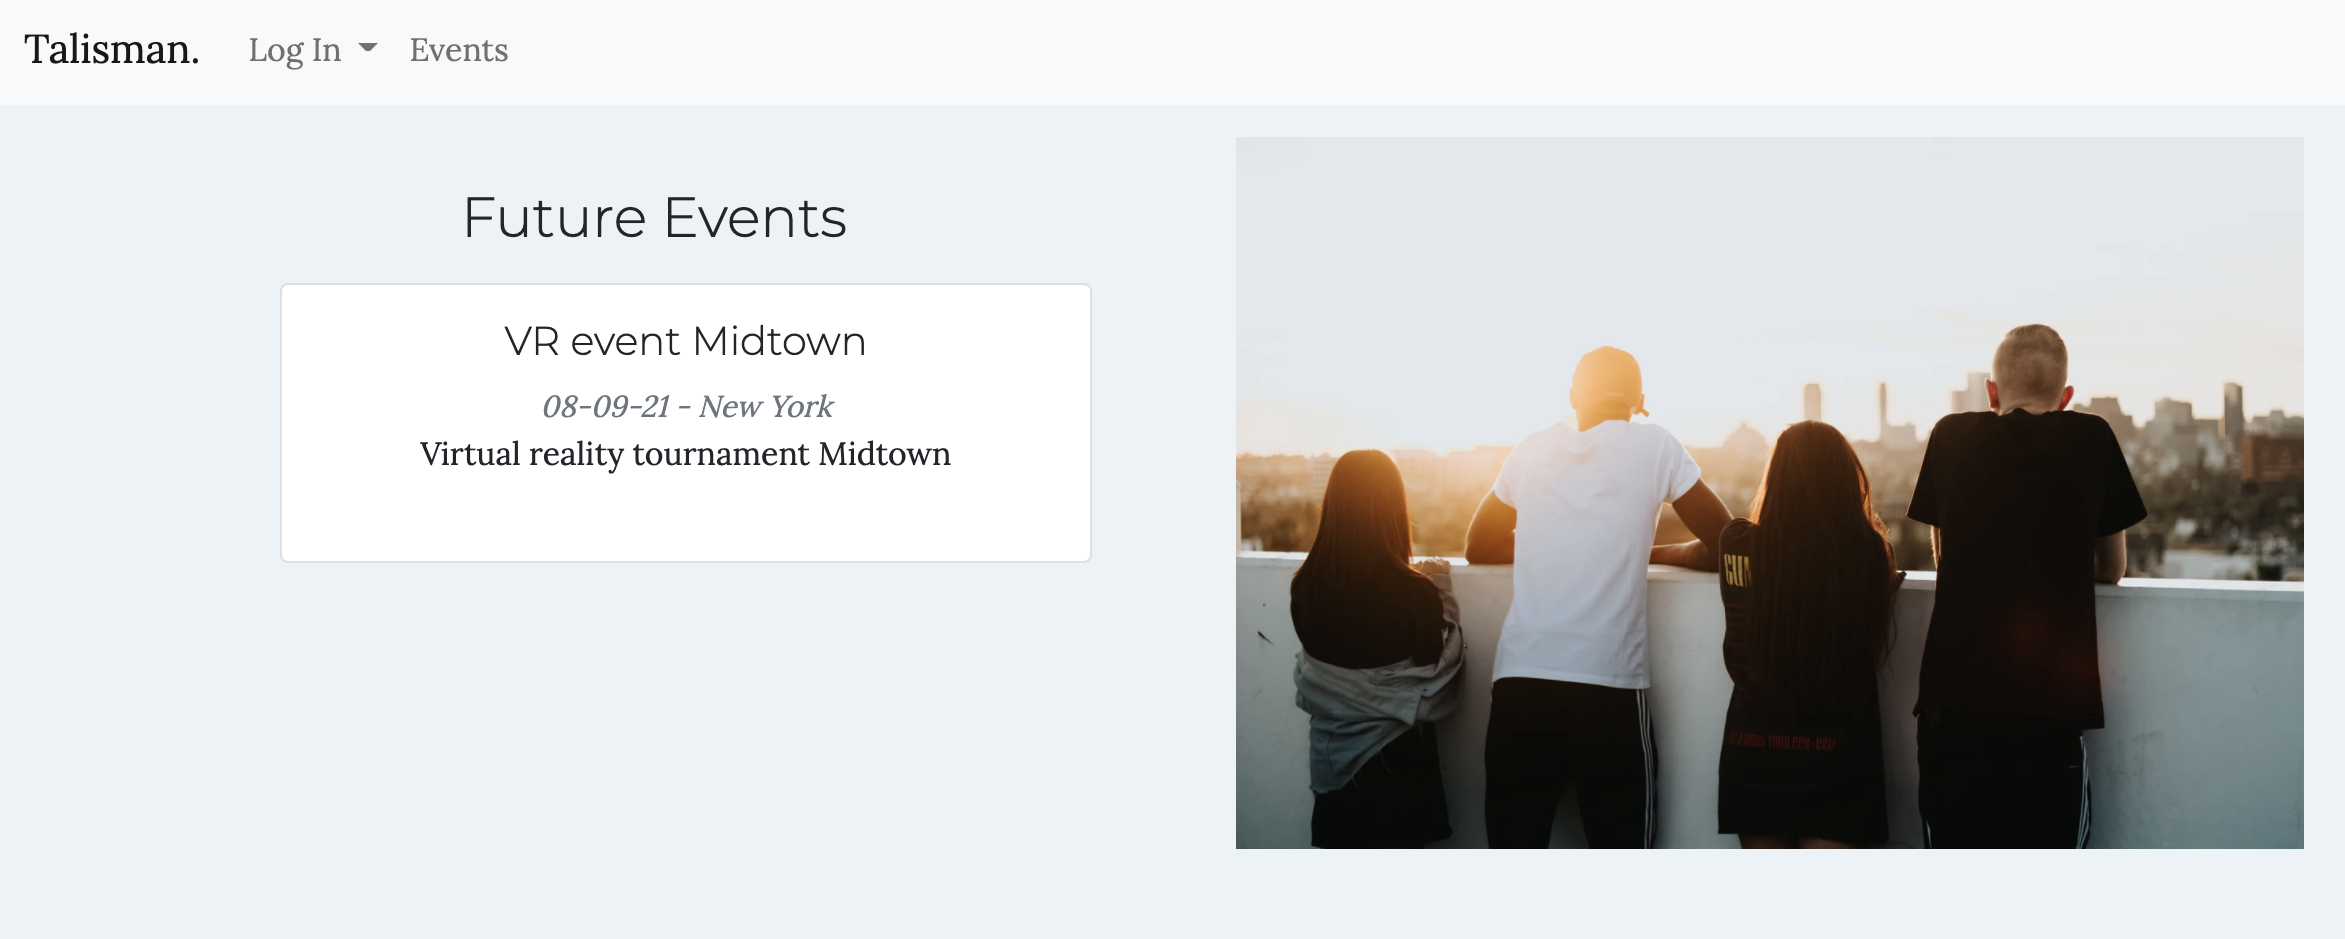 Talisman. Log In Events
Future Events
VR event Midtown
08-09-21 - New York
Virtual reality tournament Midtown